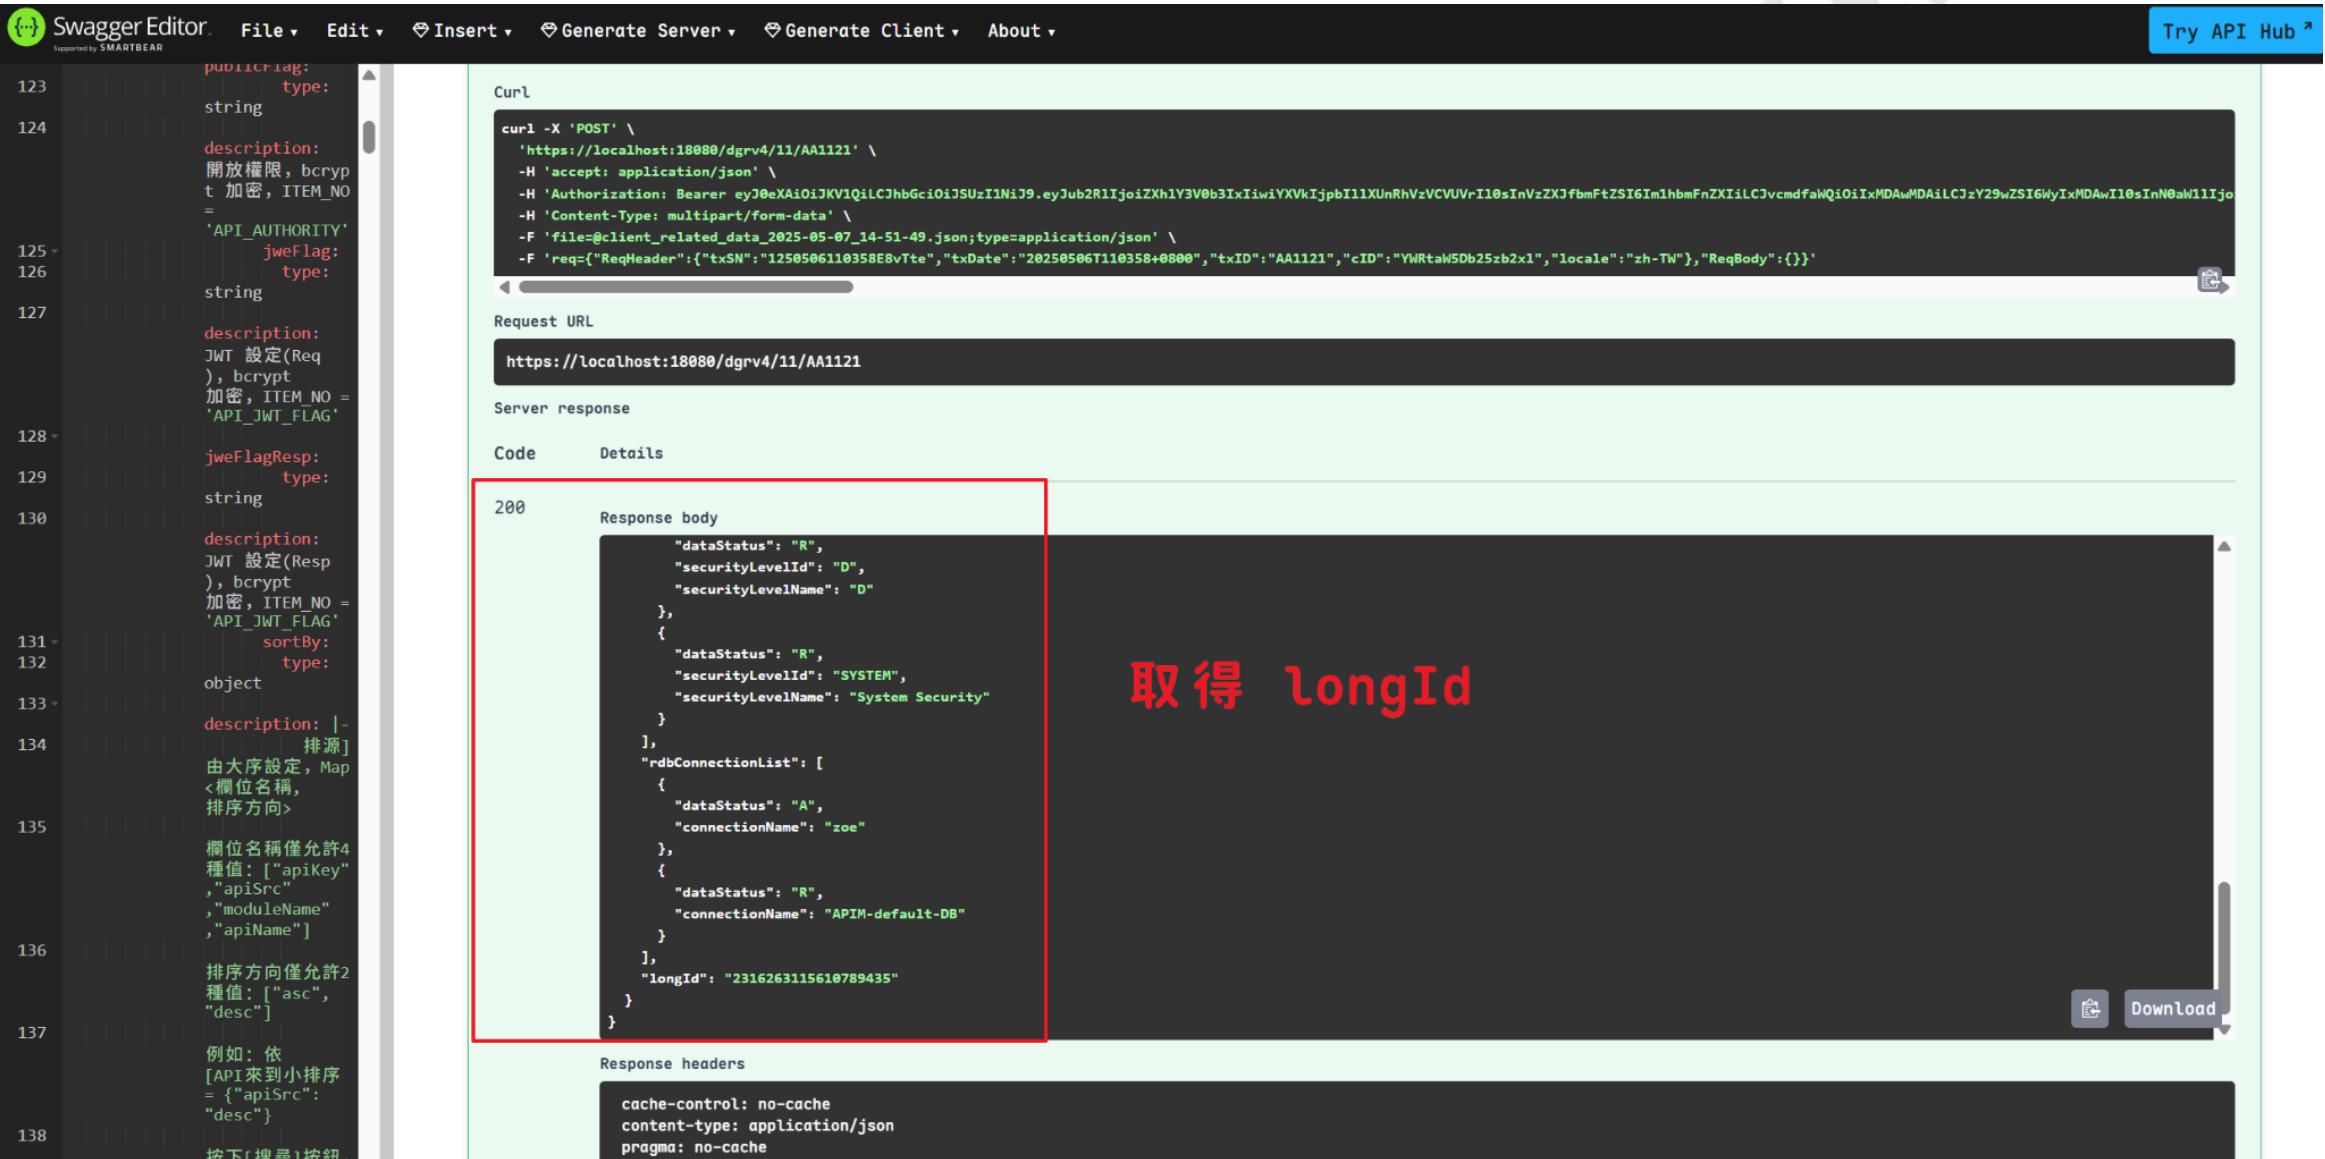 Swagger Editor.
Supported by SMARTBEAR
File
Edit
Insert
Generate Server
Generate Client
About
Try API Hub
publicFlag:
123 type:
string
124
description:
開放權限, bcryp
t 加密, ITEM_NO
=
'API_AUTHORITY'
125 jweFlag:
126 type:
string
127
description:
JWT 設定(Req
), bcrypt
加密, ITEM_NO =
'API_JWT_FLAG'
128
jweFlagResp:
129 type:
string
130
description:
JWT 設定(Resp
), bcrypt
加密, ITEM_NO =
'API_JWT_FLAG'
131 sortBy:
132 type:
object
133
description: |-
134 排源]
由大序設定, Map
<欄位名稱,
排序方向>
135
欄位名稱僅允許4
種值: ["apiKey"
,"apiSrc"
,"moduleName"
,"apiName"]
136
排序方向僅允許2
種值: ["asc",
"desc"]
137
例如: 依
[API來到小排序
= {"apiSrc":
"desc"}
138
按下[搜尋]按鈕
Curl
curl -X 'POST' \
'https://localhost:18080/dgrv4/11/AA1121' \
-H 'accept: application/json' \
-H 'Content-Type: multipart/form-data' \
-F 'file=@client_related_data_2025-05-07_14-51-49.json;type=application/json' \
-F 'req={"ReqHeader":{"txSN":"1250506110358E8vTte","txDate":"20250506T110358+0800","txID":"AA1121","cID":"YWRtaW5Db25zb2xl","locale":"zh-TW"},"ReqBody":{}}'
Request URL
https://localhost:18080/dgrv4/11/AA1121
Server response
Code Details
200
Response body
"dataStatus": "R",
"securityLevelId": "D",
"securityLevelName": "D"
},
{
"dataStatus": "R",
"securityLevelId": "SYSTEM",
"securityLevelName": "System Security"
}
],
"rdbConnectionList": [
{
"dataStatus": "A",
"connectionName": "zoe"
},
{
"dataStatus": "R",
"connectionName": "APIM-default-DB"
}
],
"longId": "2316263115610789435"
}
}
取得 longId
Download
Response headers
cache-control: no-cache
content-type: application/json
pragma: no-cache